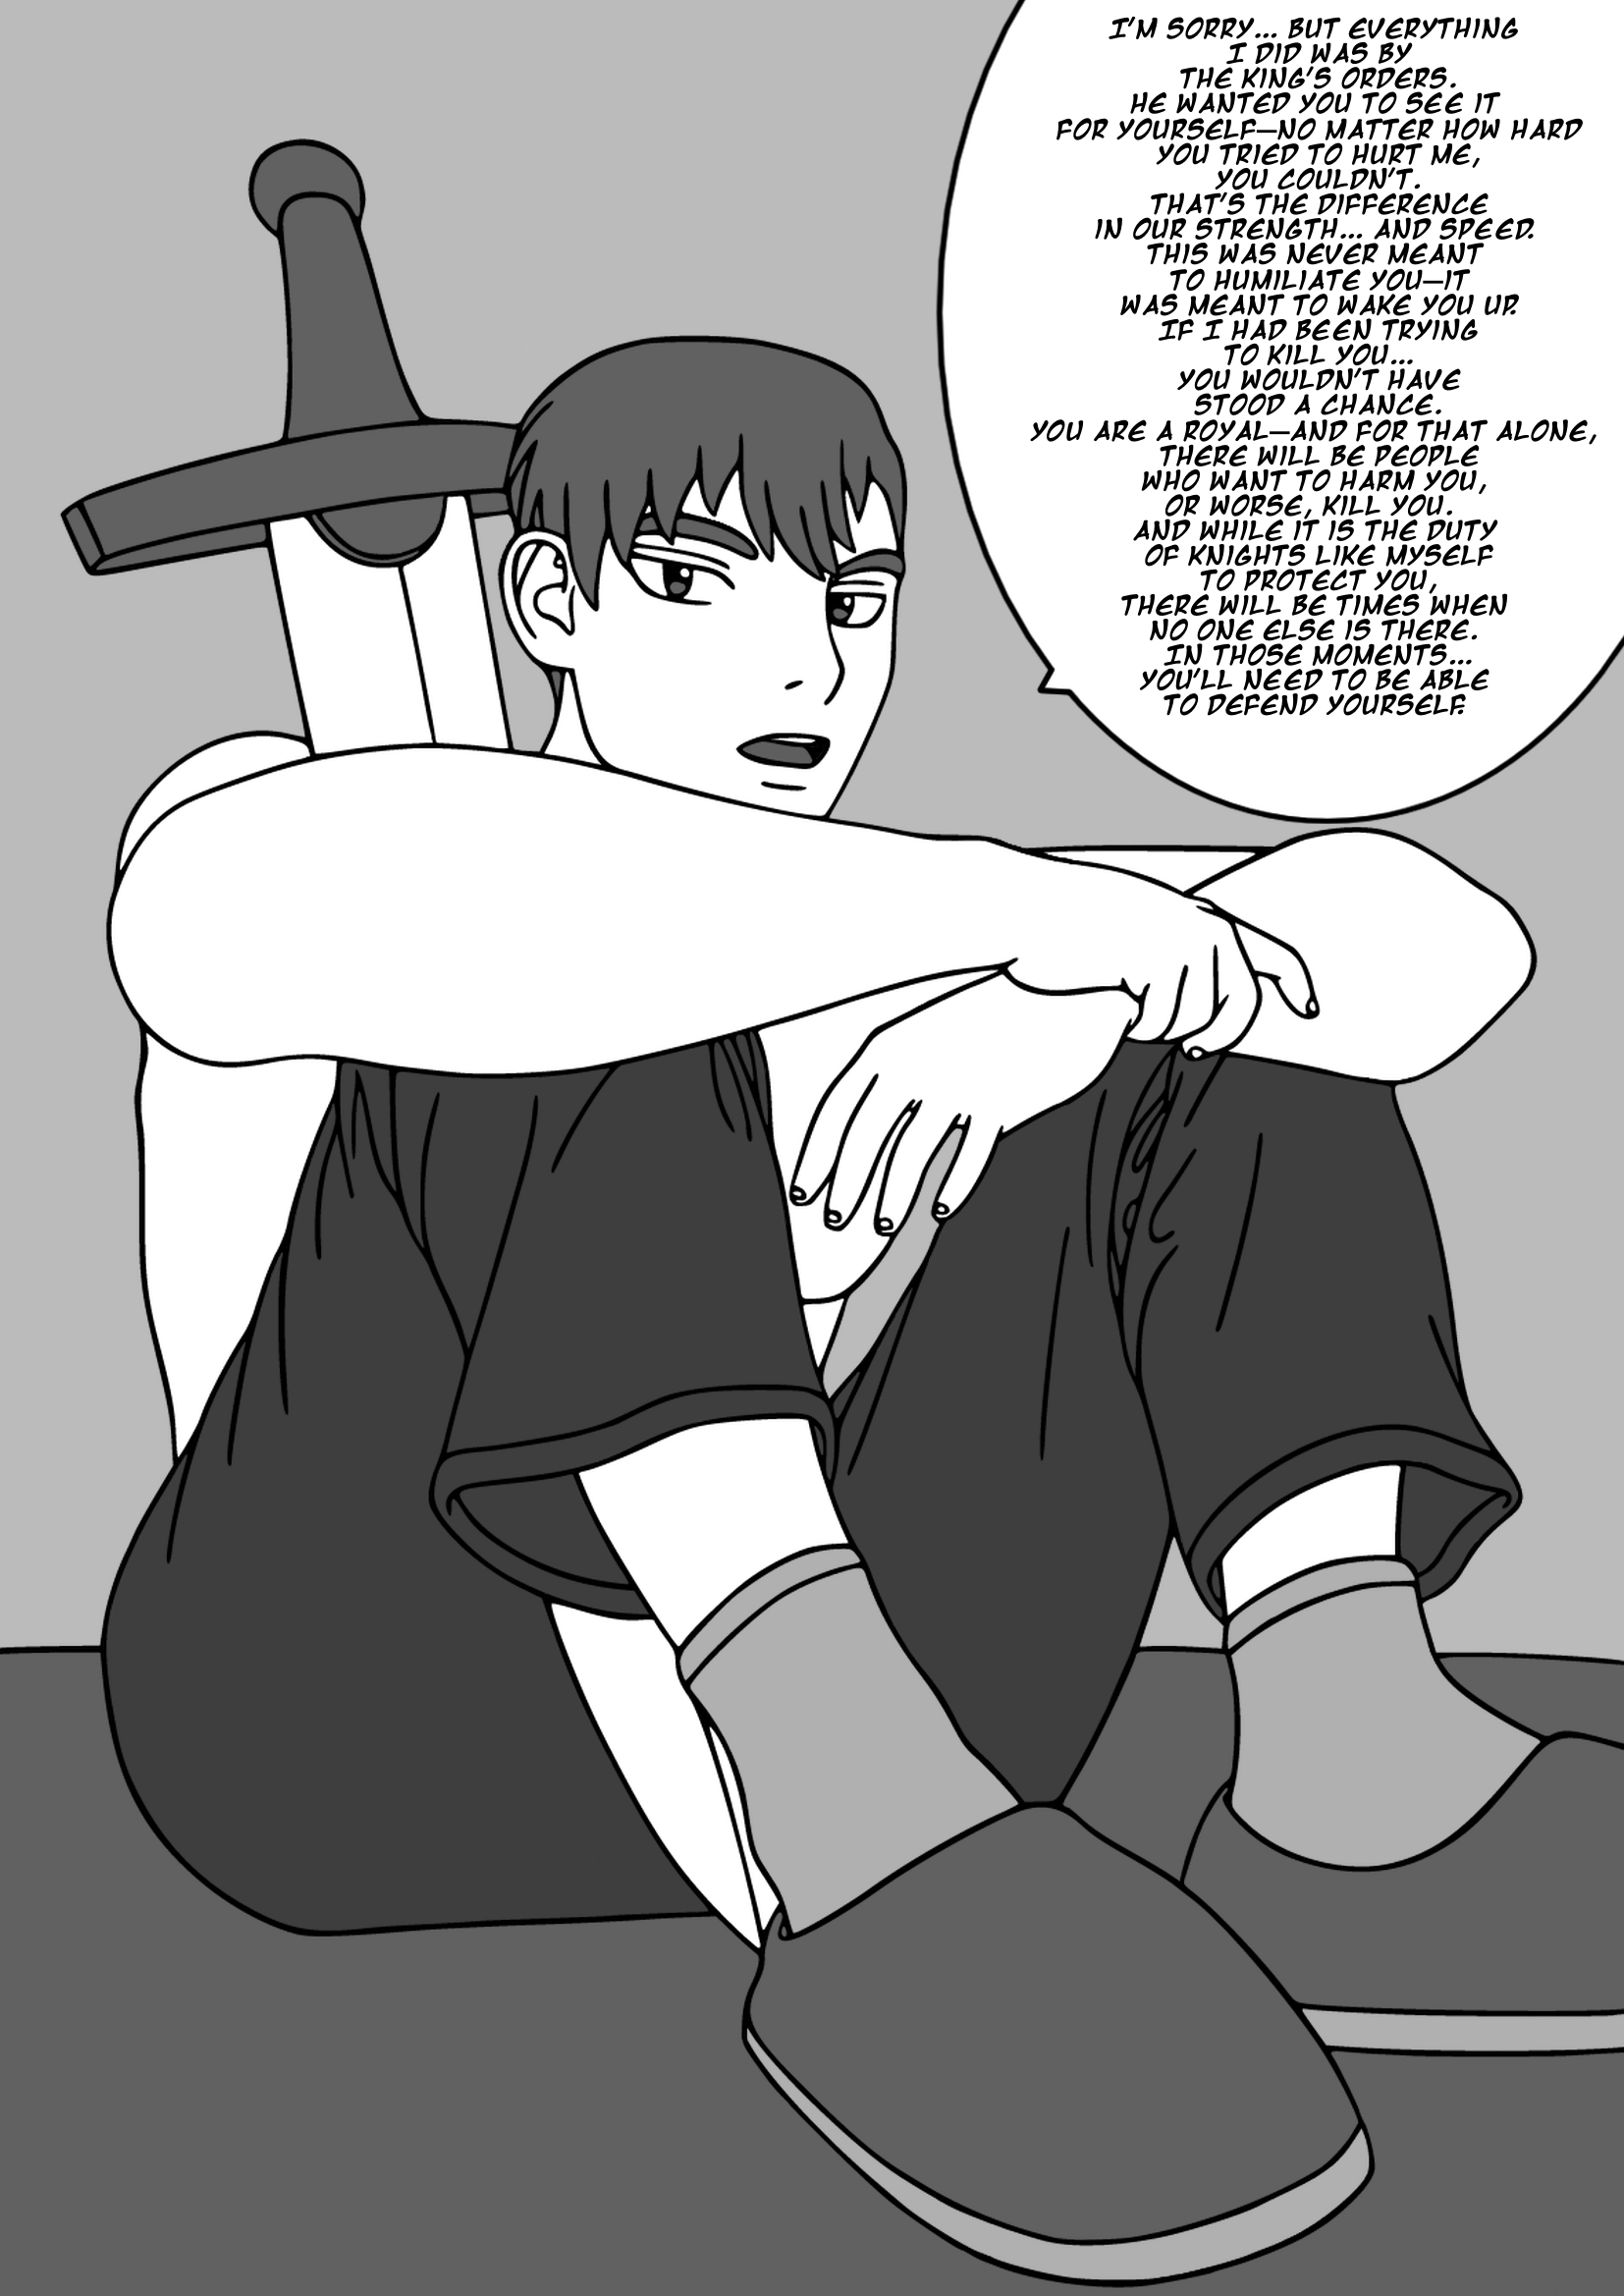 I'M SORRY... BUT EVERYTHING
I DID WAS BY
THE KING'S ORDERS.
HE WANTED YOU TO SEE IT
FOR YOURSELF—NO MATTER HOW HARD
YOU TRIED TO HURT ME,
YOU COULDN'T.
THAT'S THE DIFFERENCE
IN OUR STRENGTH... AND SPEED.
THIS WAS NEVER MEANT
TO HUMILIATE YOU—IT
WAS MEANT TO WAKE YOU UP.
IF I HAD BEEN TRYING
TO KILL YOU...
YOU WOULDN'T HAVE
STOOD A CHANCE.
YOU ARE A ROYAL—AND FOR THAT ALONE,
THERE WILL BE PEOPLE
WHO WANT TO HARM YOU,
OR WORSE, KILL YOU.
AND WHILE IT IS THE DUTY
OF KNIGHTS LIKE MYSELF
TO PROTECT YOU,
THERE WILL BE TIMES WHEN
NO ONE ELSE IS THERE.
IN THOSE MOMENTS...
YOU'LL NEED TO BE ABLE
TO DEFEND YOURSELF.